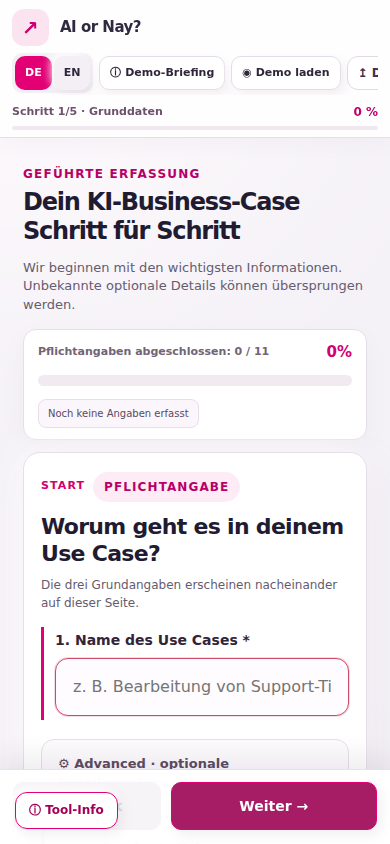 ↗ AI or Nay?
DE EN ⓘ Demo-Briefing ◉ Demo laden ↥ D
Schritt 1/5 · Grunddaten 0 %
GEFÜHRTE ERFASSUNG
Dein KI-Business-Case
Schritt für Schritt
Wir beginnen mit den wichtigsten Informationen.
Unbekannte optionale Details können übersprungen
werden.
Pflichtangaben abgeschlossen: 0 / 11 0%
Noch keine Angaben erfasst
START PFLICHTANGABE
Worum geht es in deinem
Use Case?
Die drei Grundangaben erscheinen nacheinander
auf dieser Seite.
1. Name des Use Cases *
z. B. Bearbeitung von Support-Ti
⚙ Advanced · optionale
ⓘ Tool-Info
Weiter →